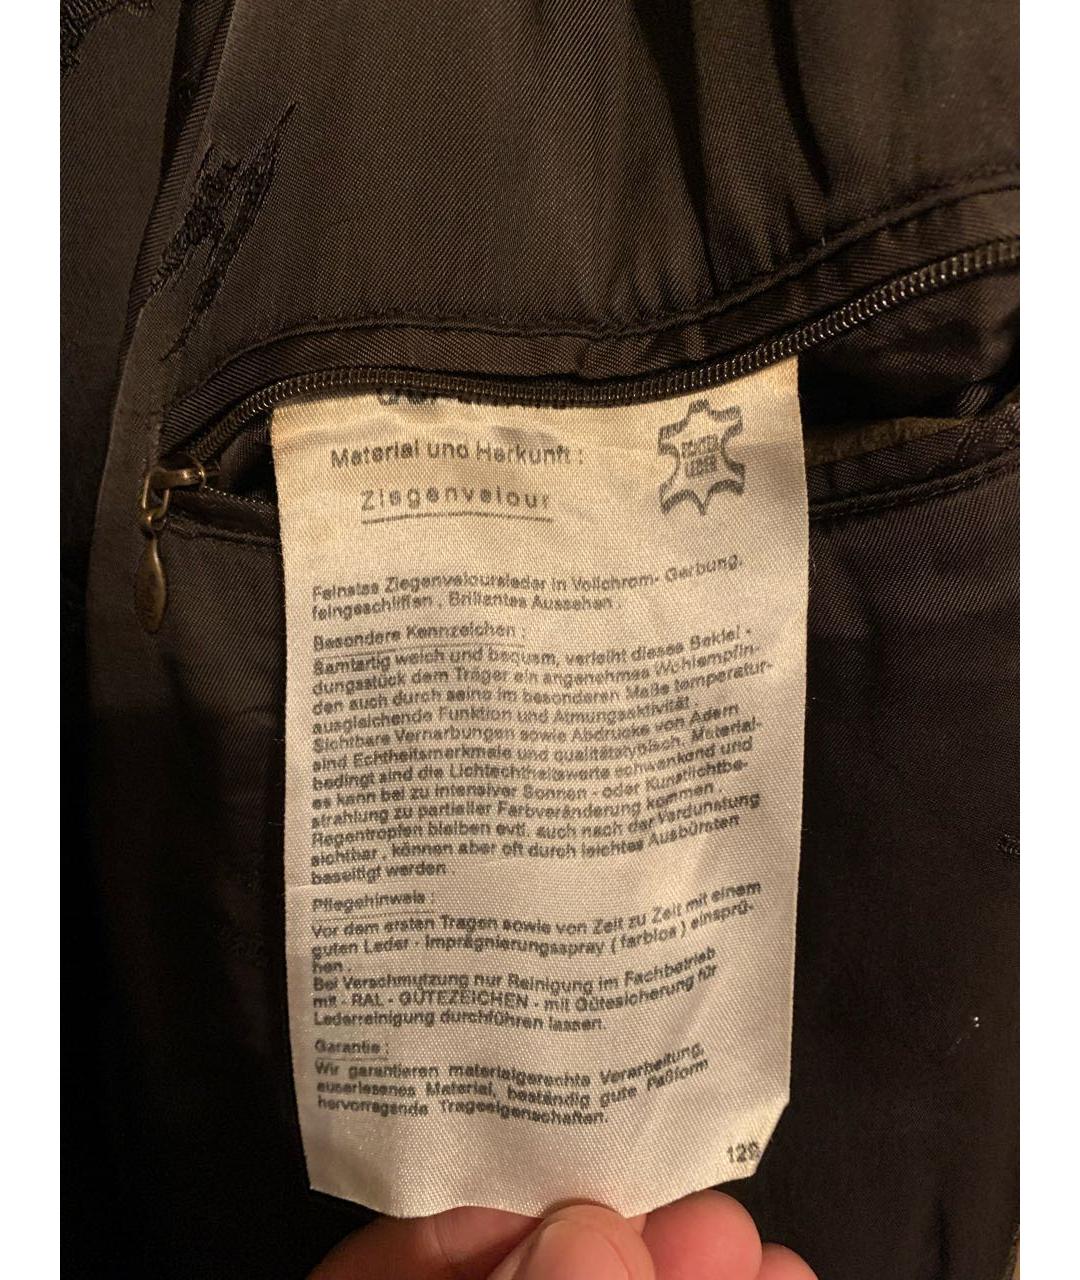 Material und Herkunft :
ECHTES
LEDER
Ziegenvelour
Feinstes Ziegenveloursleder in Vollchrom- Gerbung,
feingeschliffen , Brillantes Aussehen .
Besondere Kennzeichen :
Samtartig weich und bequem, verleiht dieses Beklei -
dungsstück dem Träger ein angenehmes Wohlempfin-
den auch durch seine im besonderen Maße temperatur-
ausgleichende Funktion und Atmungsaktivität .
Sichtbare Vernarbungen sowie Abdrücke von Adern
sind Echtheitsmerkmale und qualitätstypisch. Material-
bedingt sind die Lichtechtheitswerte schwankend und
es kann bei zu intensiver Sonnen - oder Kunstlichtbe-
strahlung zu partieller Farbveränderung kommen .
Regentropfen bleiben evtl. auch nach der Verdunstung
sichtbar , können aber oft durch leichtes Ausbürsten
beseitigt werden .
Pflegehinweis :
Vor dem ersten Tragen sowie von Zeit zu Zeit mit einem
guten Leder - Imprägnierungsspray ( farblos ) einsprü-
hen .
Bei Verschmutzung nur Reinigung im Fachbetrieb
mit - RAL - GÜTEZEICHEN - mit Gütesicherung für
Lederreinigung durchführen lassen.
Garantie :
Wir garantieren materialgerechte Verarbeitung,
auserlesenes Material, beständig gute Paßform
hervorragende Trageeigenschaften.